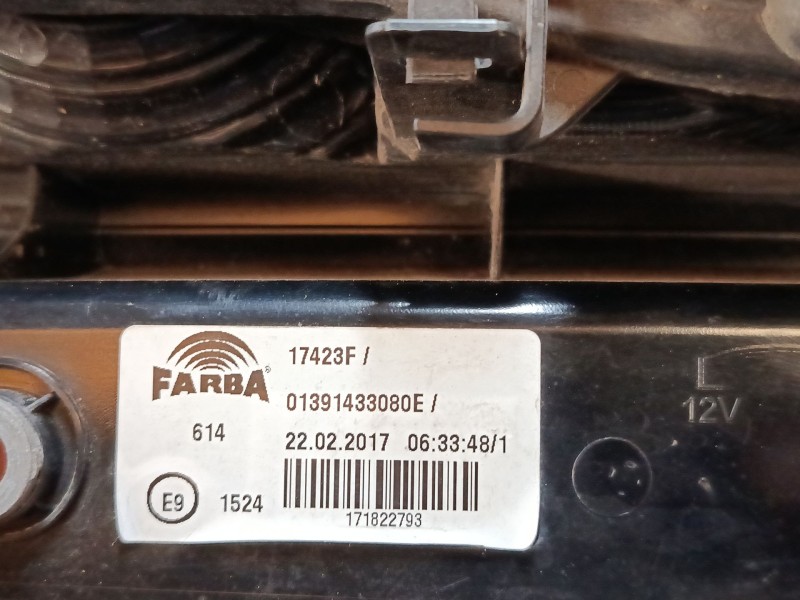 FARBA®
17423F /
01391433080E /
614
22.02.2017 06:33:48/1
E9 1524
171822793
L
12V